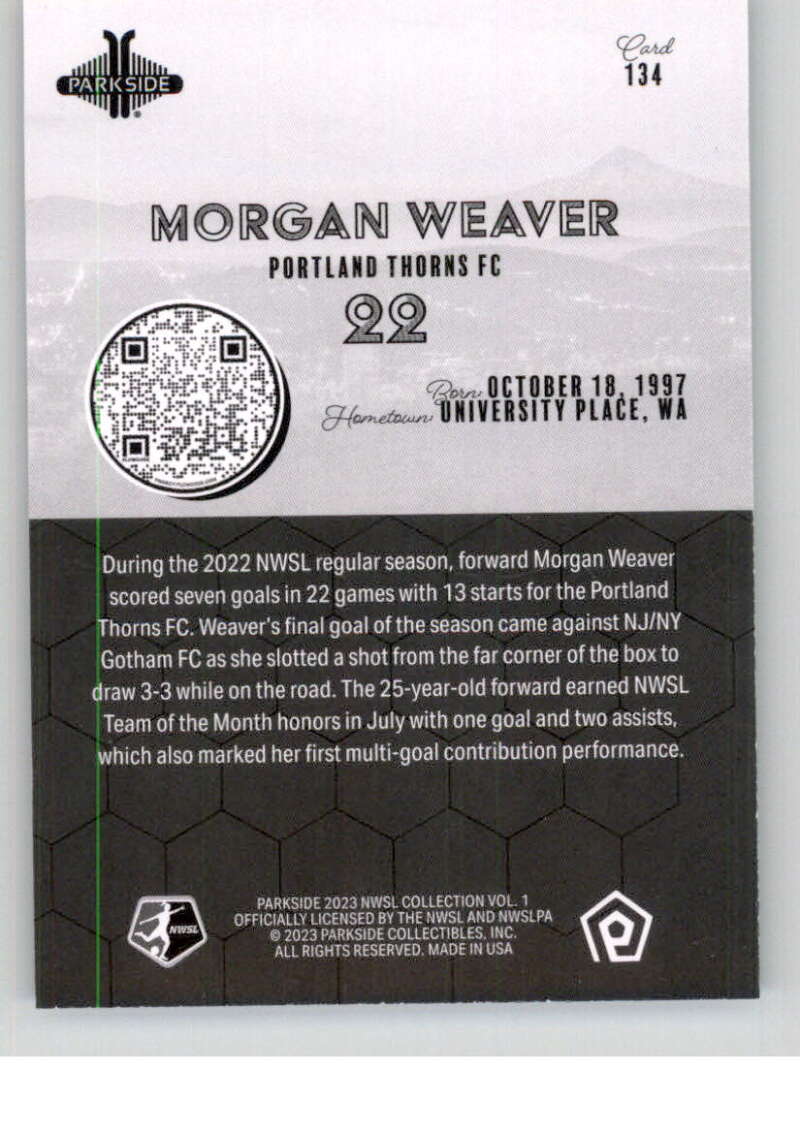 PARKSIDE
Card
134
MORGAN WEAVER
PORTLAND THORNS FC
22
Born OCTOBER 18, 1997
Hometown UNIVERSITY PLACE, WA
During the 2022 NWSL regular season, forward Morgan Weaver
scored seven goals in 22 games with 13 starts for the Portland
Thorns FC. Weaver's final goal of the season came against NJ/NY
Gotham FC as she slotted a shot from the far corner of the box to
draw 3-3 while on the road. The 25-year-old forward earned NWSL
Team of the Month honors in July with one goal and two assists,
which also marked her first multi-goal contribution performance.
NWSL
PARKSIDE 2023 NWSL COLLECTION VOL. 1
OFFICIALLY LICENSED BY THE NWSL AND NWSLPA
© 2023 PARKSIDE COLLECTIBLES, INC.
ALL RIGHTS RESERVED. MADE IN USA